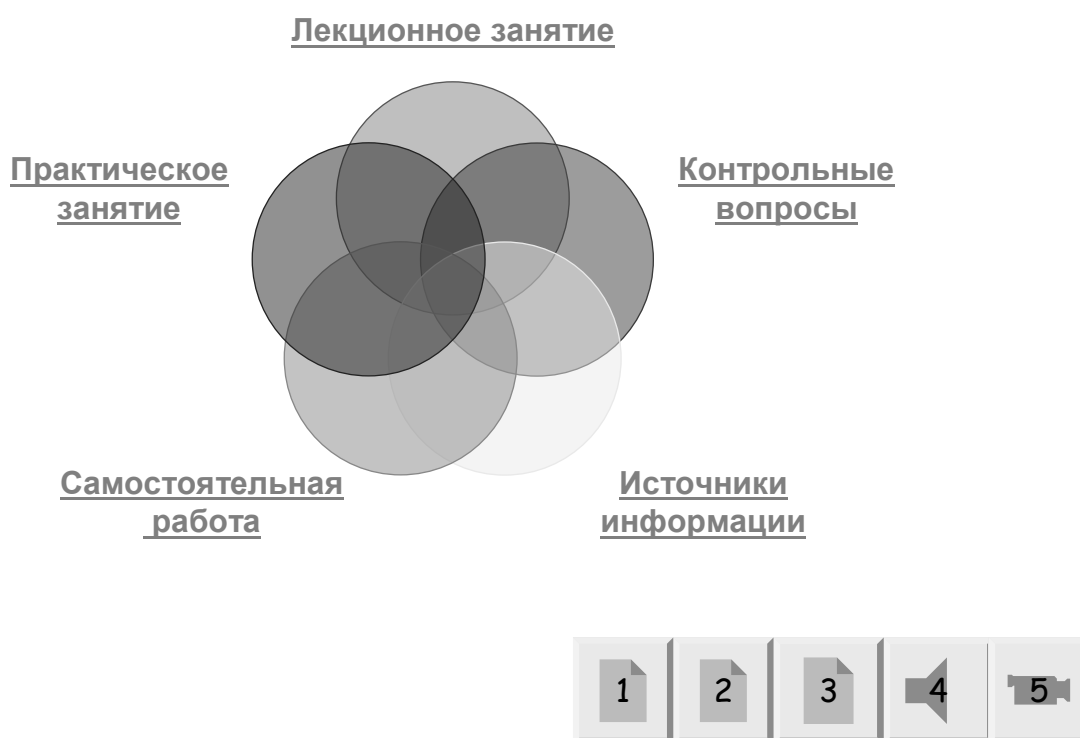 Лекционное занятие
Практическое
занятие
Контрольные
вопросы
Самостоятельная
работа
Источники
информации
1 2 3 4 5